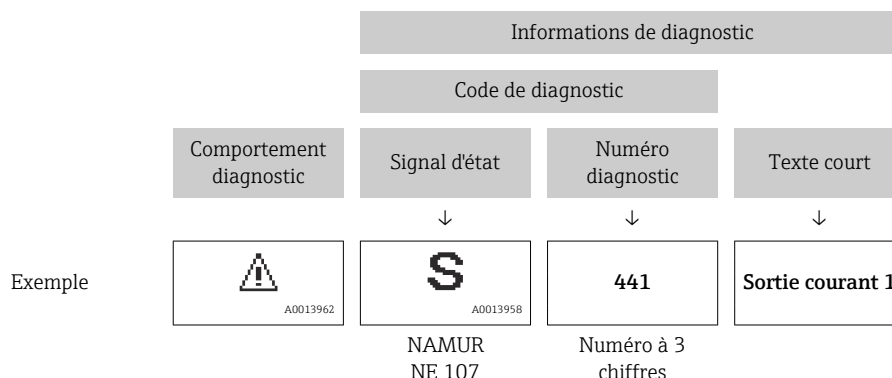 Informations de diagnostic
Code de diagnostic
Comportement
diagnostic
Signal d'état
Numéro
diagnostic
Texte court
↓ ↓ ↓
Exemple
⚠
A0013962
S
A0013958
441
Sortie courant 1
NAMUR
NE 107
Numéro à 3
chiffres